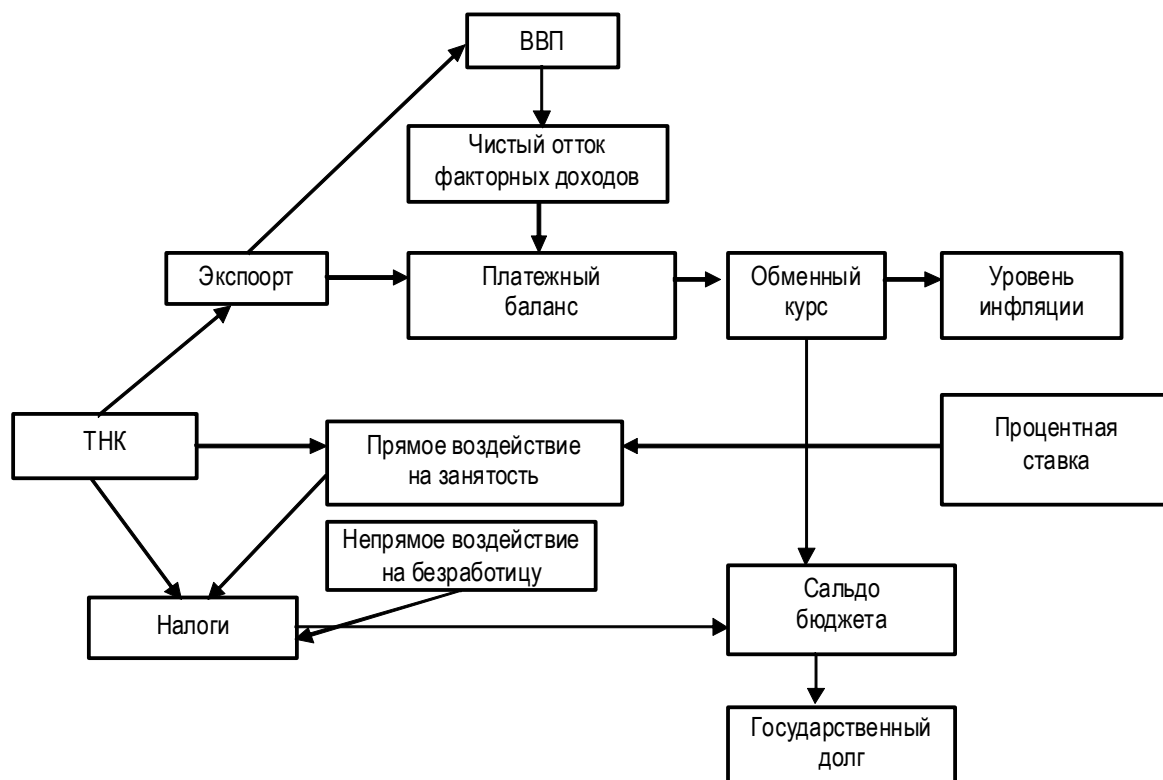 ВВП
Чистый отток
факторных доходов
Экспоорт
Платежный
баланс
Обменный
курс
Уровень
инфляции
ТНК
Прямое воздействие
на занятость
Процентная
ставка
Непрямое воздействие
на безработицу
Налоги
Сальдо
бюджета
Государственный
долг